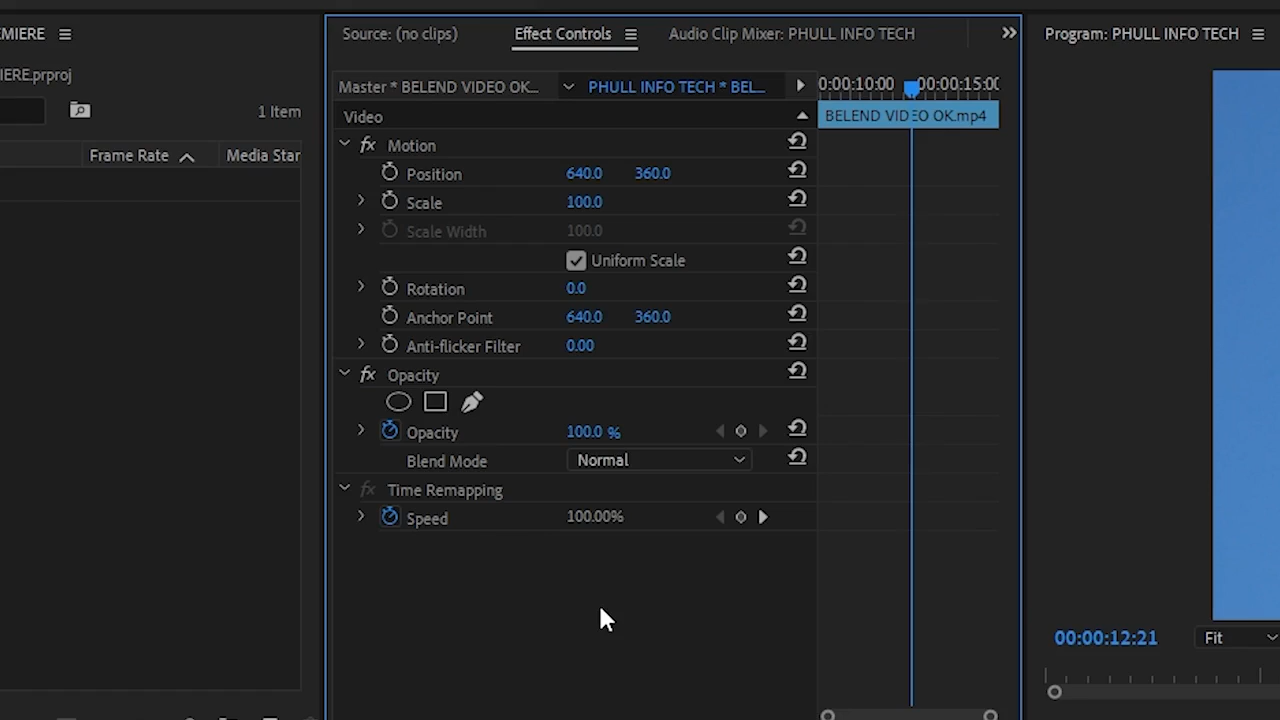 MIERE
Source: (no clips)
Effect Controls
Audio Clip Mixer: PHULL INFO TECH
Program: PHULL INFO TECH
IERE.prproj
1 Item
Frame Rate
Media Star
Master * BELEND VIDEO OK...
PHULL INFO TECH * BEL...
0:00:10:00
00:00:15:00
Video
BELEND VIDEO OK.mp4
fx Motion
Position 640.0 360.0
Scale 100.0
Scale Width 100.0
Uniform Scale
Rotation 0.0
Anchor Point 640.0 360.0
Anti-flicker Filter 0.00
fx Opacity
Opacity 100.0 %
Blend Mode Normal
fx Time Remapping
Speed 100.00%
00:00:12:21
Fit